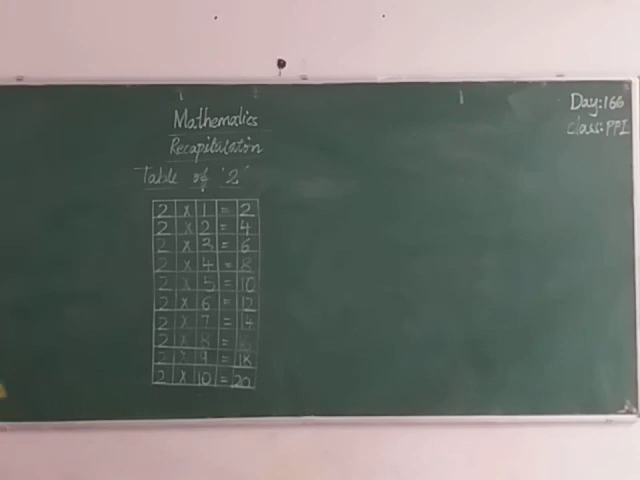 Day:166
Class:PPI
Mathematics
Recapitulation
Table of '2'
2 x 1 = 2
2 x 2 = 4
2 x 3 = 6
2 x 4 = 8
2 x 5 = 10
2 x 6 = 12
2 x 7 = 14
2 x 8 =
2 x 9 = 18
2 x 10 = 20